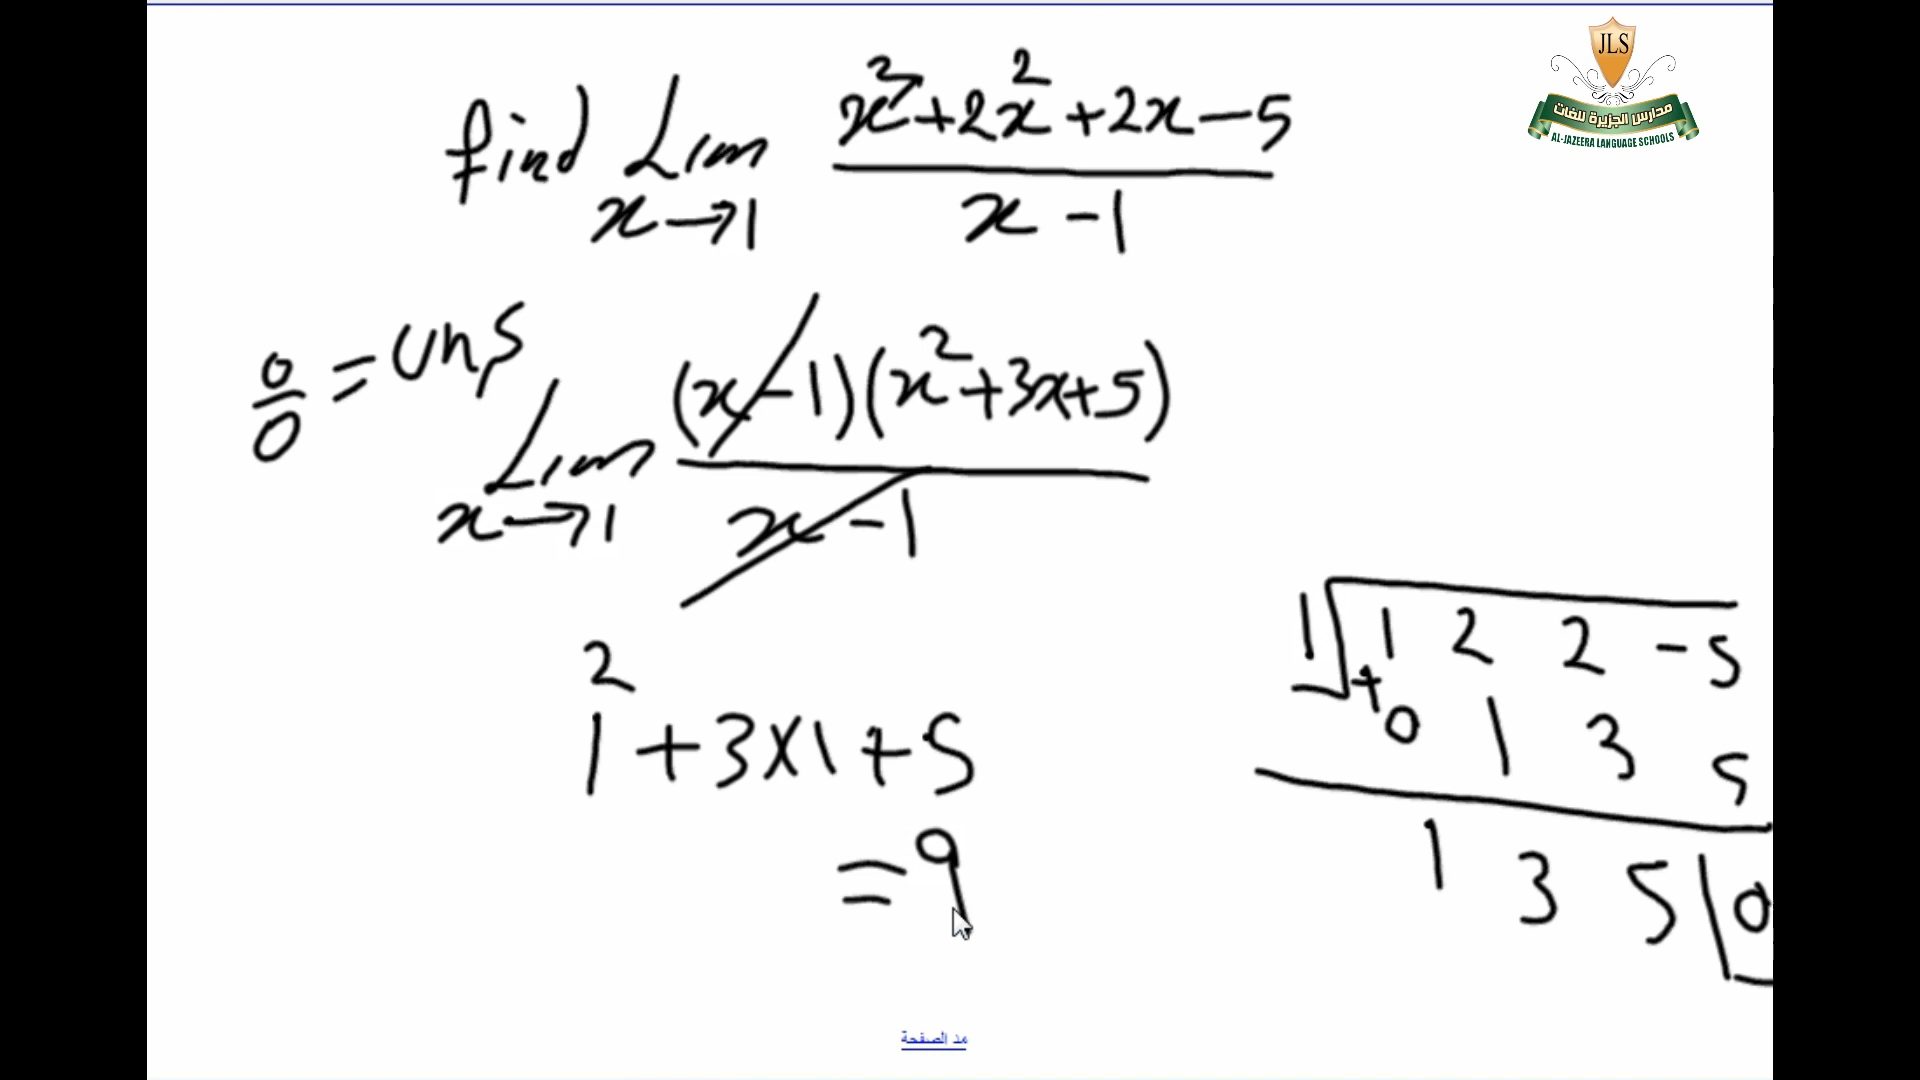 JLS
مدارس الجزيرة للغات
AL-JAZEERA LANGUAGE SCHOOLS
find Lim x→1 (x³+2x²+2x-5)/(x-1)
0/0 = uns
Lim x→1 (x-1)(x²+3x+5)/(x-1)
1²+3×1+5
=9
1 | 1 2 2 -5
+ 0 1 3 5
1 3 5 | 0
مد الصفحة